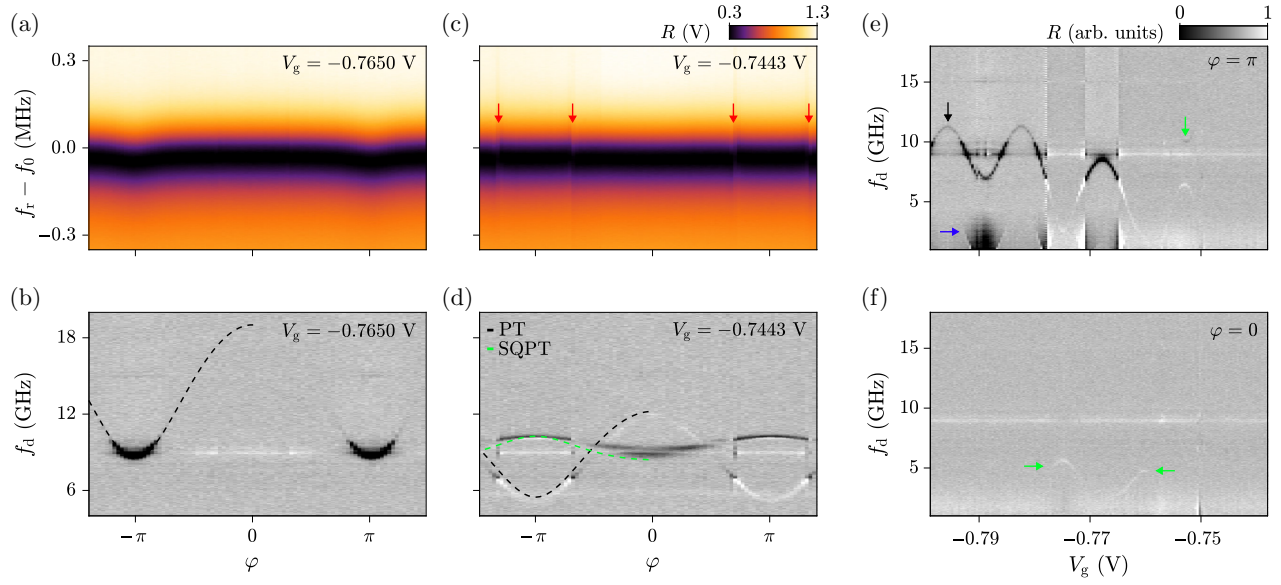 (a)
V_g = −0.7650 V
f_r − f_0 (MHz)
0.3
0.0
−0.3
−π
0
π
(c)
R (V)
0.3
1.3
V_g = −0.7443 V
−π
0
π
(e)
R (arb. units)
0
1
φ = π
f_d (GHz)
15
10
5
(b)
V_g = −0.7650 V
f_d (GHz)
18
12
6
−π
0
π
φ
(d)
PT
SQPT
V_g = −0.7443 V
−π
0
π
φ
(f)
φ = 0
f_d (GHz)
15
10
5
−0.79
−0.77
−0.75
V_g (V)